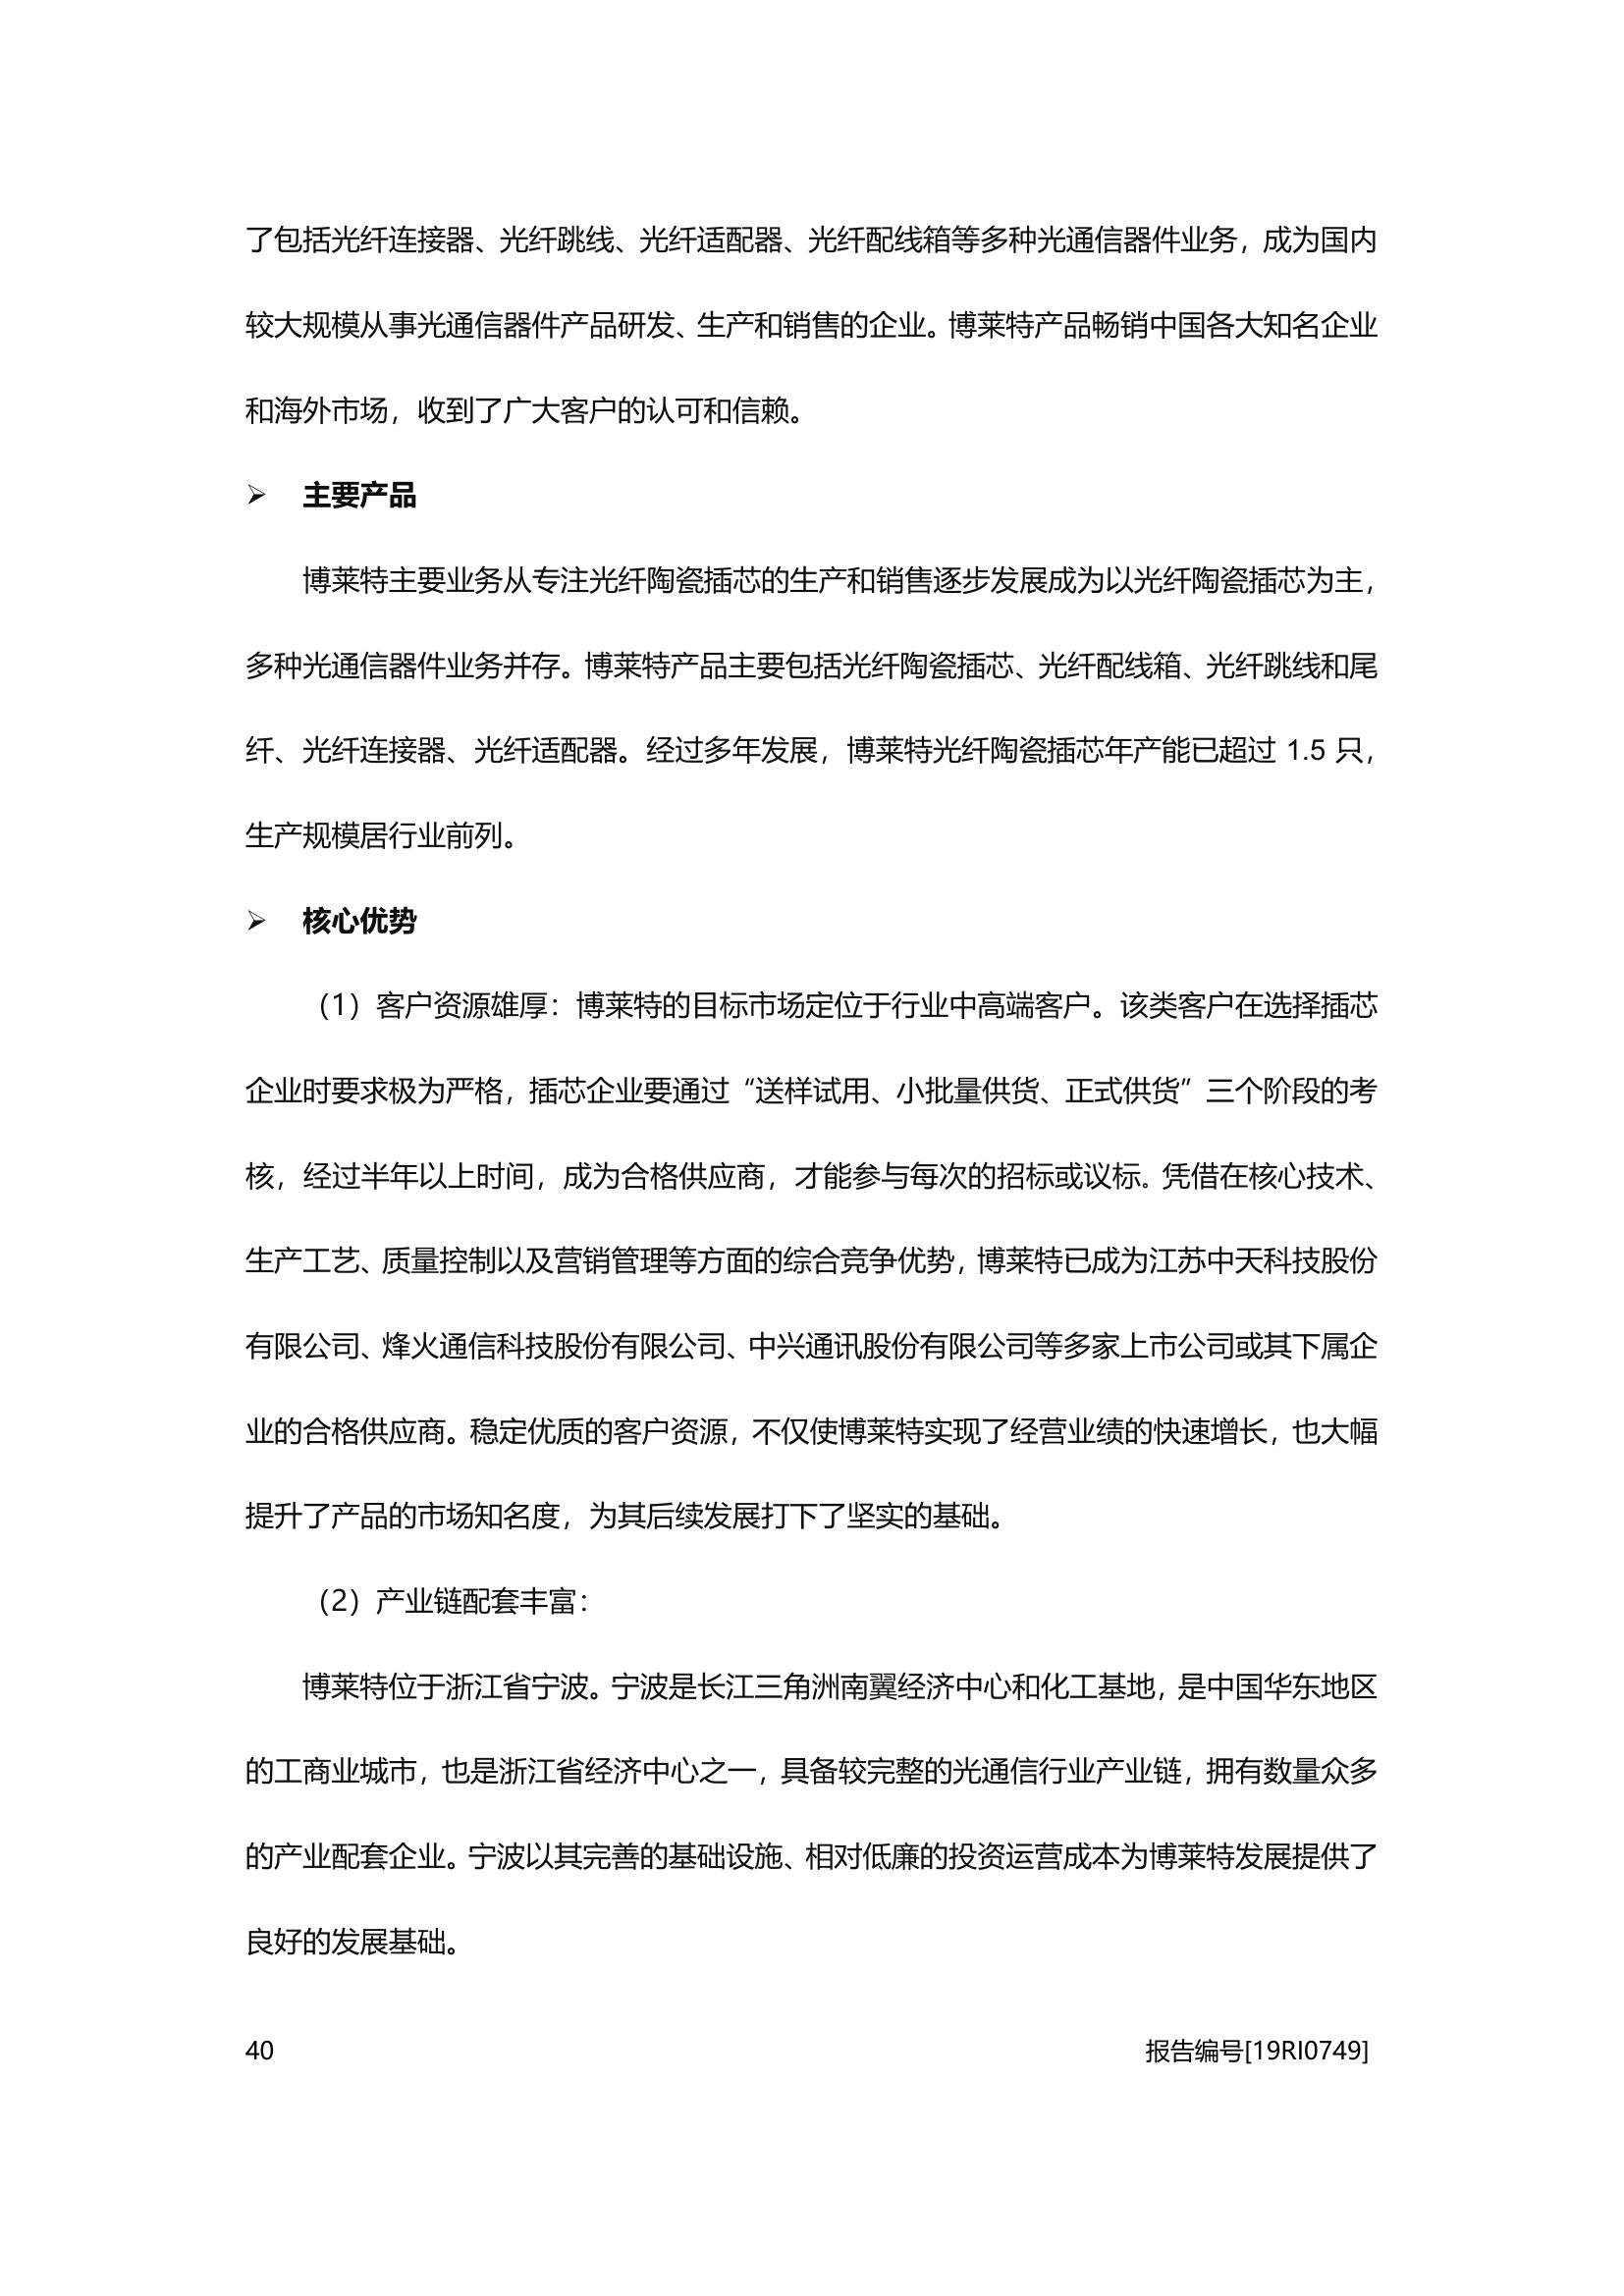 了包括光纤连接器、光纤跳线、光纤适配器、光纤配线箱等多种光通信器件业务，成为国内
较大规模从事光通信器件产品研发、生产和销售的企业。博莱特产品畅销中国各大知名企业
和海外市场，收到了广大客户的认可和信赖。
➢ 主要产品
博莱特主要业务从专注光纤陶瓷插芯的生产和销售逐步发展成为以光纤陶瓷插芯为主，
多种光通信器件业务并存。博莱特产品主要包括光纤陶瓷插芯、光纤配线箱、光纤跳线和尾
纤、光纤连接器、光纤适配器。经过多年发展，博莱特光纤陶瓷插芯年产能已超过 1.5 只，
生产规模居行业前列。
➢ 核心优势
（1）客户资源雄厚：博莱特的目标市场定位于行业中高端客户。该类客户在选择插芯
企业时要求极为严格，插芯企业要通过“送样试用、小批量供货、正式供货”三个阶段的考
核，经过半年以上时间，成为合格供应商，才能参与每次的招标或议标。凭借在核心技术、
生产工艺、质量控制以及营销管理等方面的综合竞争优势，博莱特已成为江苏中天科技股份
有限公司、烽火通信科技股份有限公司、中兴通讯股份有限公司等多家上市公司或其下属企
业的合格供应商。稳定优质的客户资源，不仅使博莱特实现了经营业绩的快速增长，也大幅
提升了产品的市场知名度，为其后续发展打下了坚实的基础。
（2）产业链配套丰富：
博莱特位于浙江省宁波。宁波是长江三角洲南翼经济中心和化工基地，是中国华东地区
的工商业城市，也是浙江省经济中心之一，具备较完整的光通信行业产业链，拥有数量众多
的产业配套企业。宁波以其完善的基础设施、相对低廉的投资运营成本为博莱特发展提供了
良好的发展基础。
40 报告编号[19RI0749]